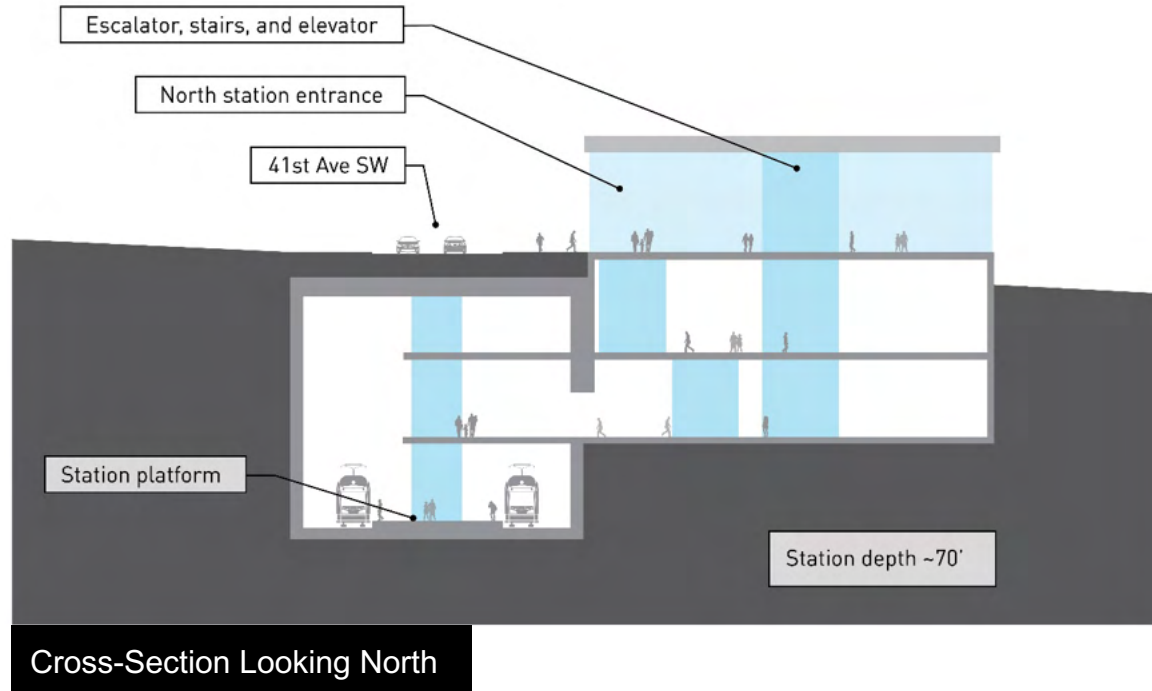 Escalator, stairs, and elevator
North station entrance
41st Ave SW
Station platform
Station depth ~70'
Cross-Section Looking North